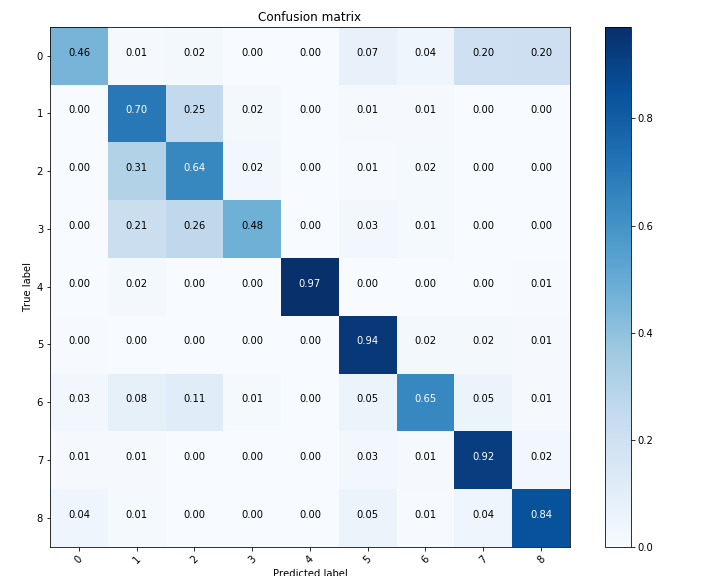 Confusion matrix
0 0.46 0.01 0.02 0.00 0.00 0.07 0.04 0.20 0.20
1 0.00 0.70 0.25 0.02 0.00 0.01 0.01 0.00 0.00
2 0.00 0.31 0.64 0.02 0.00 0.01 0.02 0.00 0.00
3 0.00 0.21 0.26 0.48 0.00 0.03 0.01 0.00 0.00
4 0.00 0.02 0.00 0.00 0.97 0.00 0.00 0.00 0.01
5 0.00 0.00 0.00 0.00 0.00 0.94 0.02 0.02 0.01
6 0.03 0.08 0.11 0.01 0.00 0.05 0.65 0.05 0.01
7 0.01 0.01 0.00 0.00 0.00 0.03 0.01 0.92 0.02
8 0.04 0.01 0.00 0.00 0.00 0.05 0.01 0.04 0.84
0 1 2 3 4 5 6 7 8
True label
Predicted label
0.8
0.6
0.4
0.2
0.0